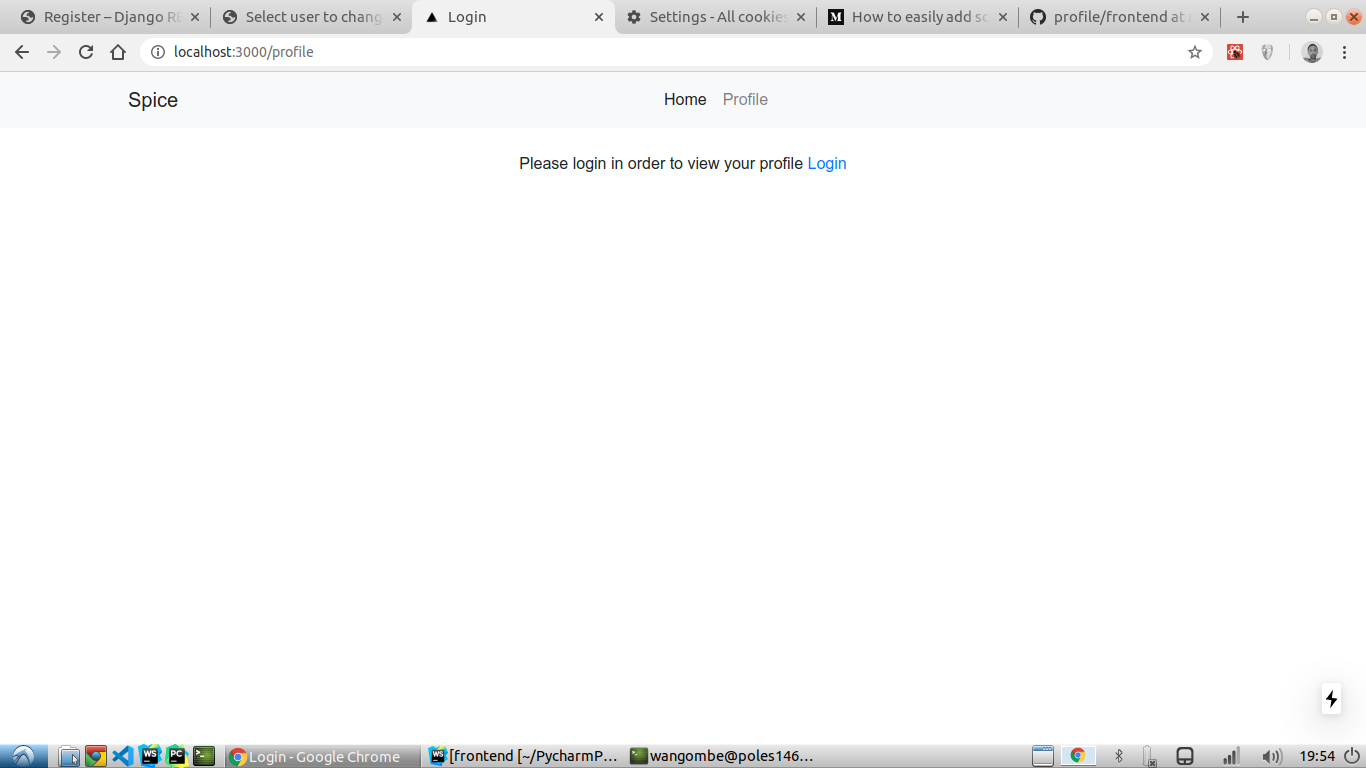 Register – Django RE
Select user to chang
Login
Settings - All cookies
How to easily add so
profile/frontend at
localhost:3000/profile
Spice
Home
Profile
Please login in order to view your profile Login
Login - Google Chrome
[frontend [~/PycharmP...
wangombe@poles146...
19:54